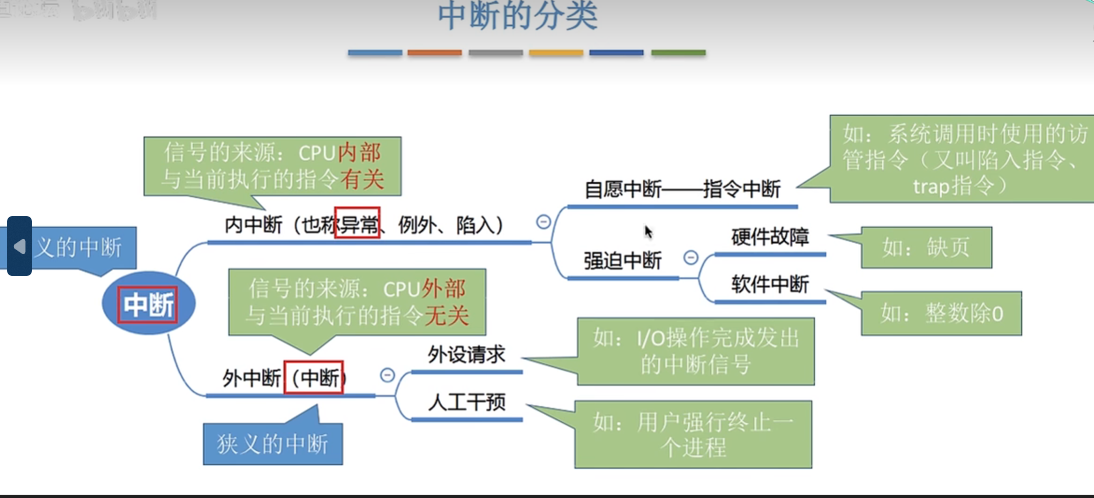 中断的分类
如：系统调用时使用的访
管指令（又叫陷入指令、
trap指令）
信号的来源：CPU内部
与当前执行的指令有关
自愿中断——指令中断
内中断（也称异常、例外、陷入）
硬件故障
如：缺页
义的中断
强迫中断
软件中断
中断
信号的来源：CPU外部
与当前执行的指令无关
如：整数除0
外设请求
如：I/O操作完成发出
的中断信号
外中断（中断）
人工干预
如：用户强行终止一
个进程
狭义的中断